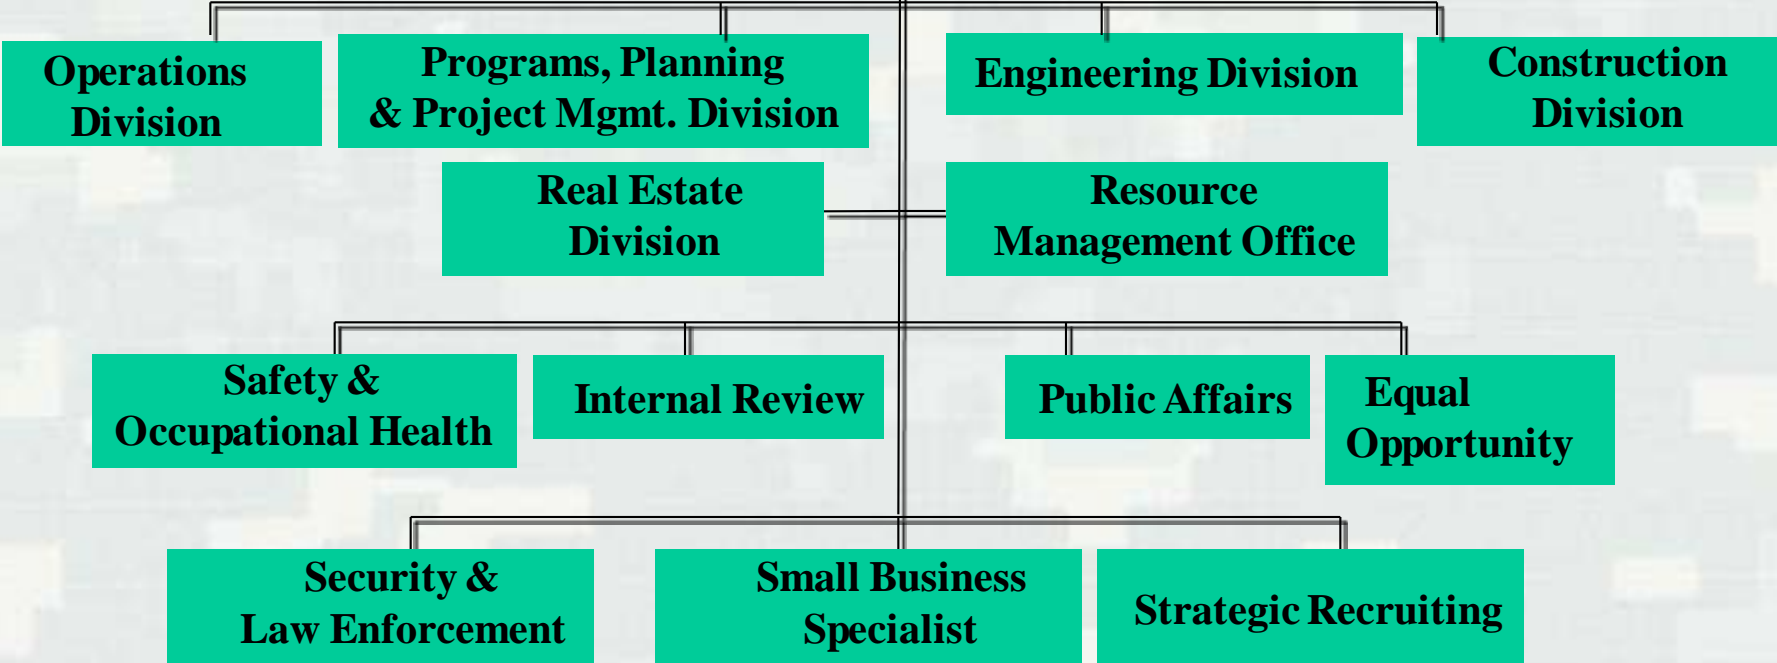 Operations
Division
Programs, Planning
& Project Mgmt. Division
Engineering Division
Construction
Division
Real Estate
Division
Resource
Management Office
Safety &
Occupational Health
Internal Review
Public Affairs
Equal
Opportunity
Security &
Law Enforcement
Small Business
Specialist
Strategic Recruiting